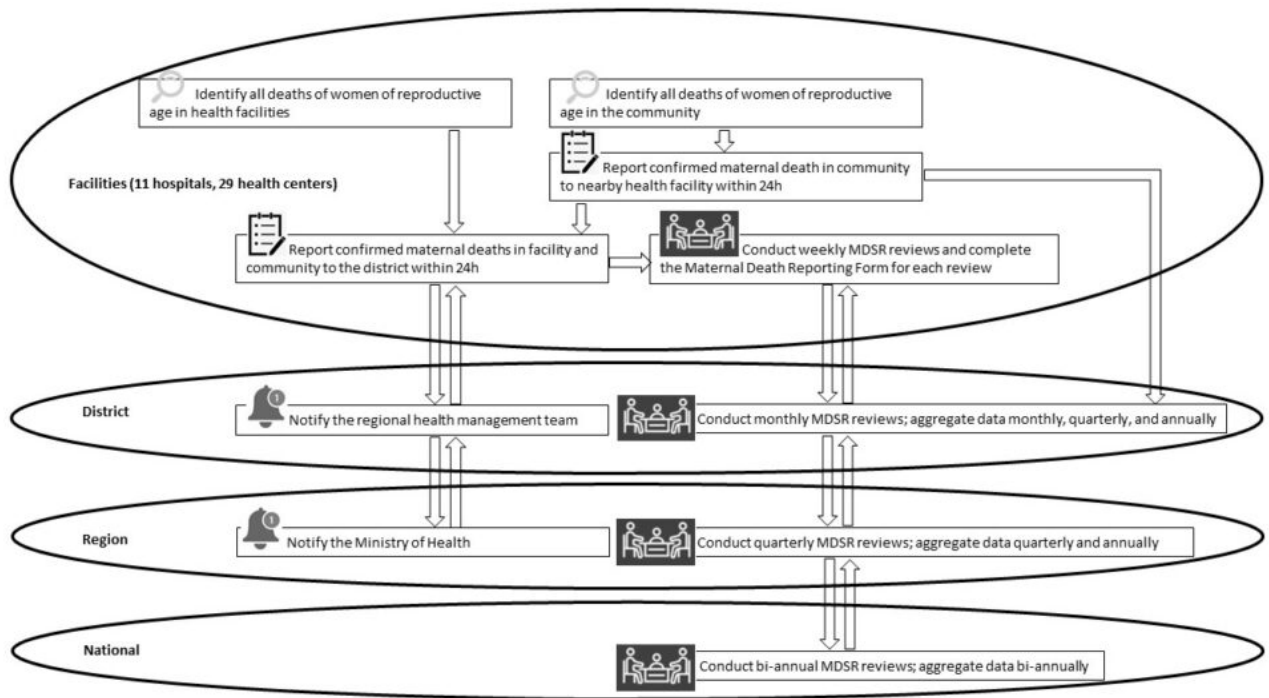 Identify all deaths of women of reproductive
age in health facilities
Identify all deaths of women of reproductive
age in the community
Report confirmed maternal death in community
to nearby health facility within 24h
Facilities (11 hospitals, 29 health centers)
Report confirmed maternal deaths in facility and
community to the district within 24h
Conduct weekly MDSR reviews and complete
the Maternal Death Reporting Form for each review
District
1
Notify the regional health management team
Conduct monthly MDSR reviews; aggregate data monthly, quarterly, and annually
Region
1
Notify the Ministry of Health
Conduct quarterly MDSR reviews; aggregate data quarterly and annually
National
Conduct bi-annual MDSR reviews; aggregate data bi-annually